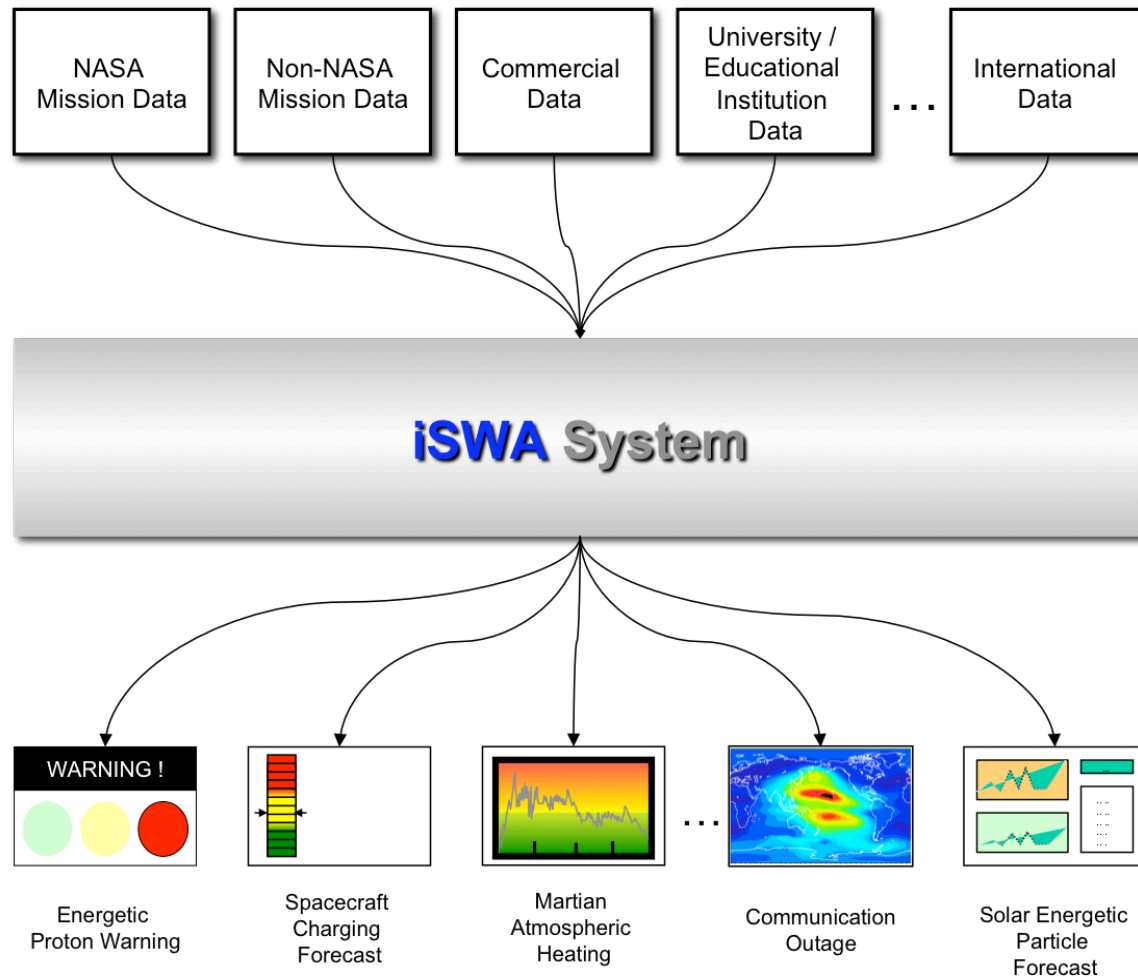 NASA
Mission Data
Non-NASA
Mission Data
Commercial
Data
University /
Educational
Institution
Data
. . .
International
Data
iSWA System
WARNING !
...
Energetic
Proton Warning
Spacecraft
Charging
Forecast
Martian
Atmospheric
Heating
Communication
Outage
Solar Energetic
Particle
Forecast